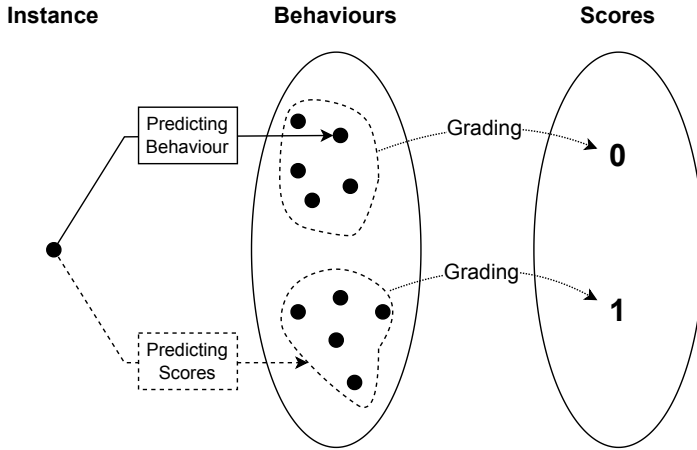 Instance
Behaviours
Scores
Predicting
Behaviour
Grading
0
Grading
1
Predicting
Scores